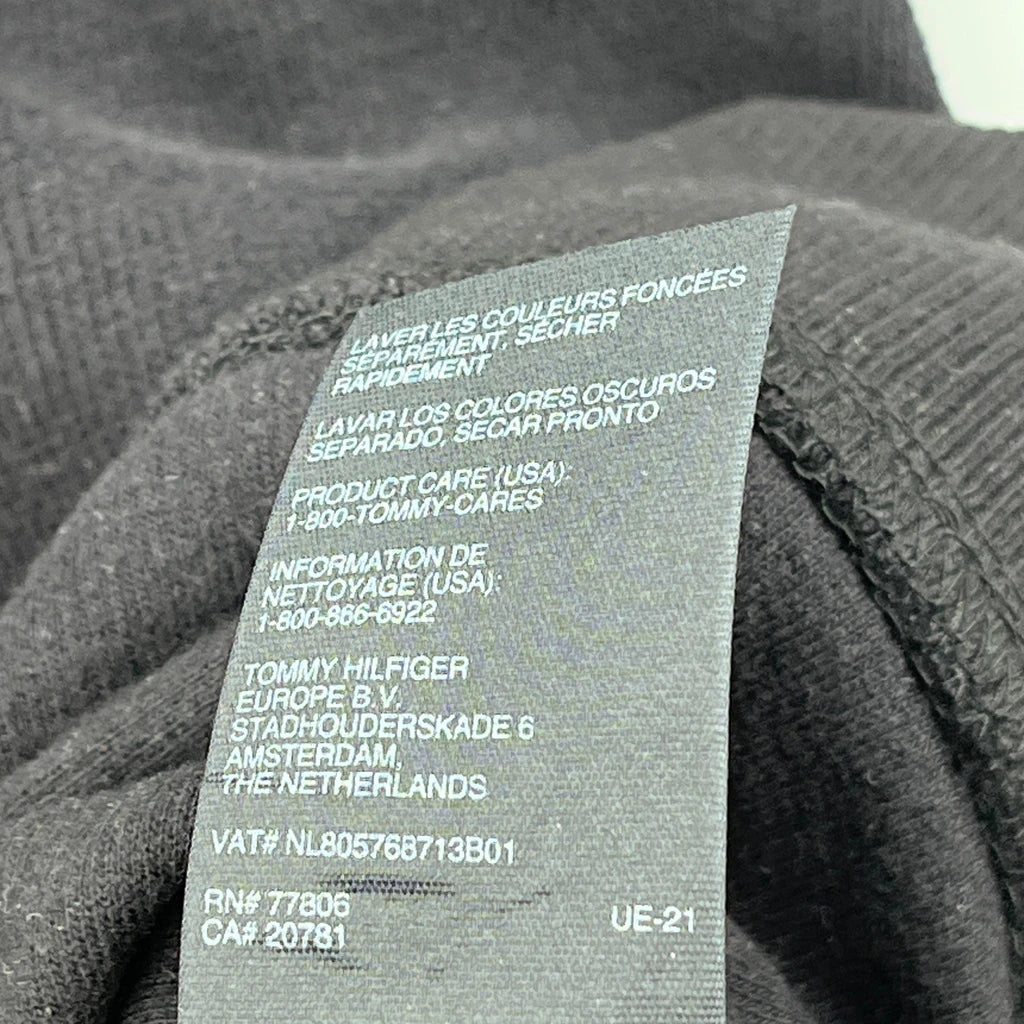 LAVER LES COULEURS FONCÉES
SÉPARÉMENT, SÉCHER
RAPIDEMENT
LAVAR LOS COLORES OSCUROS
SEPARADO, SECAR PRONTO
PRODUCT CARE (USA):
1-800-TOMMY-CARES
INFORMATION DE
NETTOYAGE (USA):
1-800-866-6922
TOMMY HILFIGER
EUROPE B.V.
STADHOUDERSKADE 6
AMSTERDAM,
THE NETHERLANDS
VAT# NL805768713B01
RN# 77806
CA# 20781
UE-21